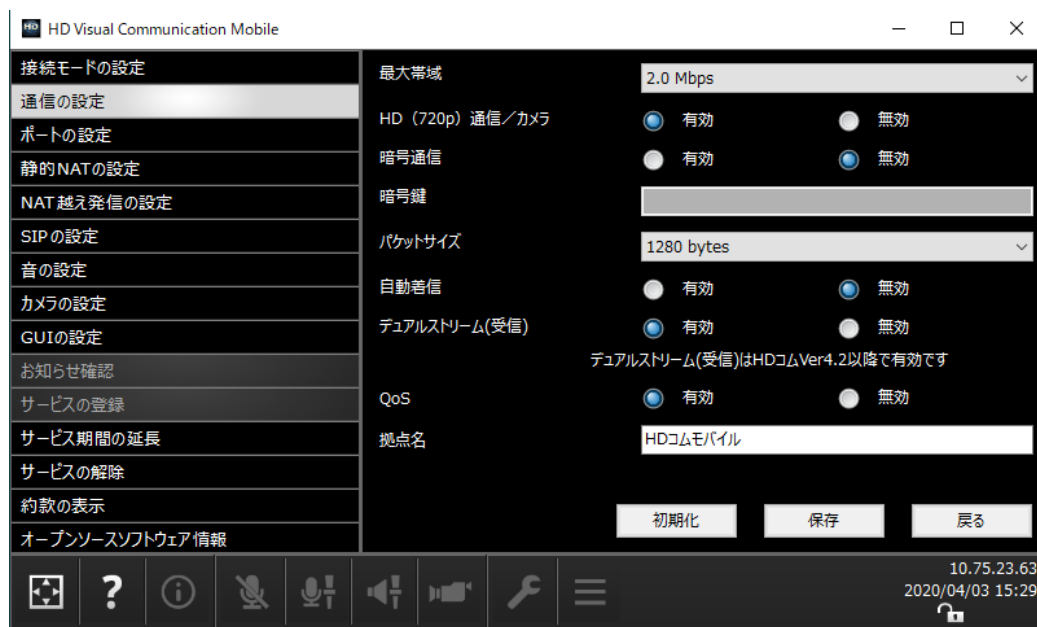 HD HD Visual Communication Mobile
接続モードの設定
通信の設定
ポートの設定
静的NATの設定
NAT越え発信の設定
SIPの設定
音の設定
カメラの設定
GUIの設定
お知らせ確認
サービスの登録
サービス期間の延長
サービスの解除
約款の表示
オープンソースソフトウェア情報
最大帯域 2.0 Mbps
HD（720p）通信／カメラ 有効 無効
暗号通信 有効 無効
暗号鍵
パケットサイズ 1280 bytes
自動着信 有効 無効
デュアルストリーム(受信) 有効 無効
デュアルストリーム(受信)はHDコムVer4.2以降で有効です
QoS 有効 無効
拠点名 HDコムモバイル
初期化 保存 戻る
?
10.75.23.63
2020/04/03 15:29